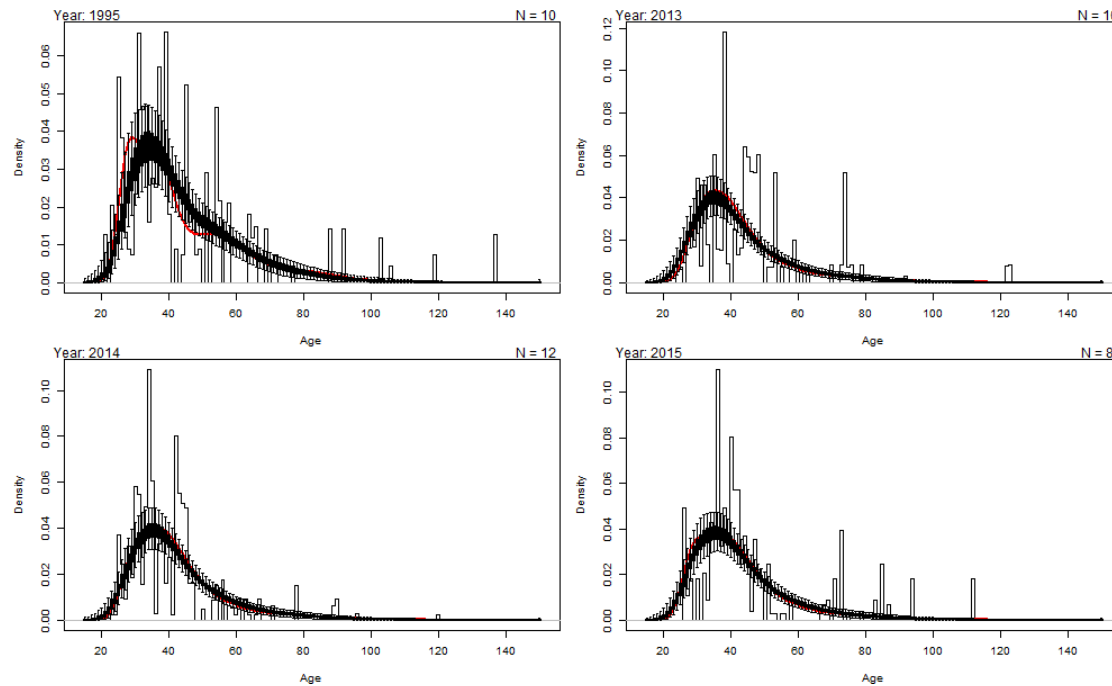 Year: 1995 N = 10
Density
0.00 0.01 0.02 0.03 0.04 0.05 0.06
20 40 60 80 100 120 140
Age
Year: 2013 N = 10
Density
0.00 0.02 0.04 0.06 0.08 0.10 0.12
20 40 60 80 100 120 140
Age
Year: 2014 N = 12
Density
0.00 0.02 0.04 0.06 0.08 0.10
20 40 60 80 100 120 140
Age
Year: 2015 N = 8
Density
0.00 0.02 0.04 0.06 0.08 0.10
20 40 60 80 100 120 140
Age